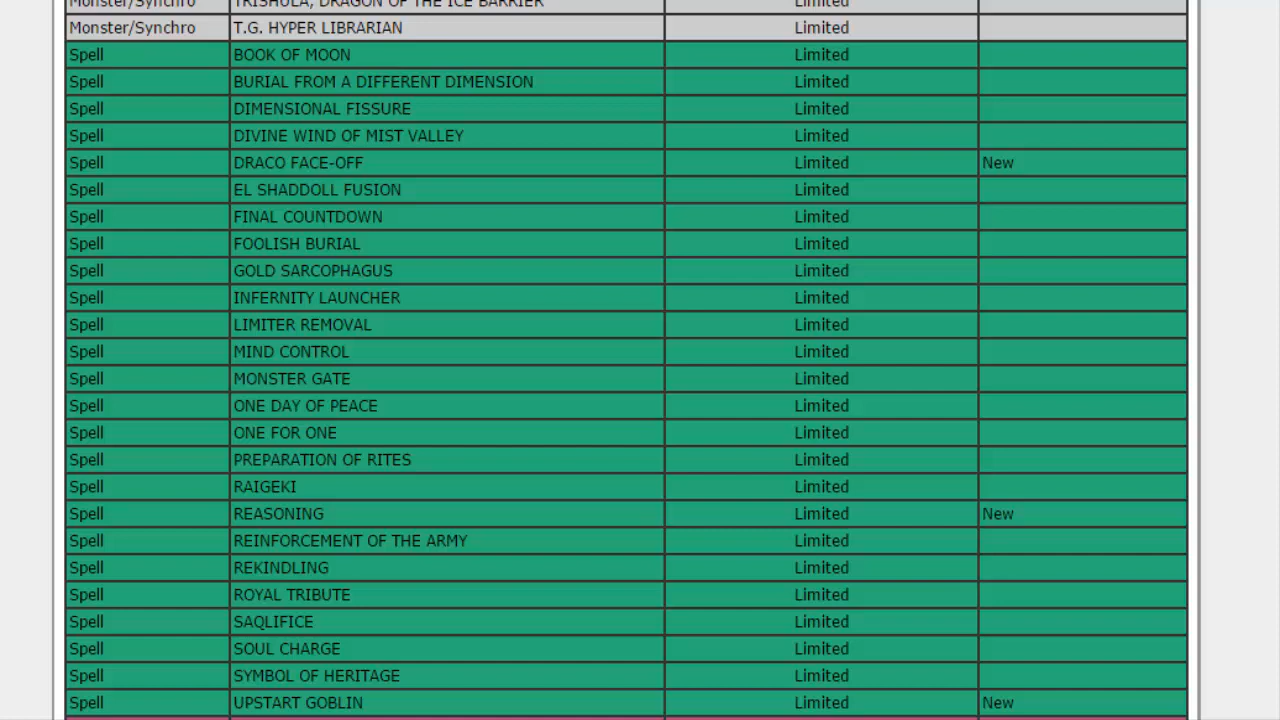 Monster/Synchro TRISHULA, DRAGON OF THE ICE BARRIER Limited
Monster/Synchro T.G. HYPER LIBRARIAN Limited
Spell BOOK OF MOON Limited
Spell BURIAL FROM A DIFFERENT DIMENSION Limited
Spell DIMENSIONAL FISSURE Limited
Spell DIVINE WIND OF MIST VALLEY Limited
Spell DRACO FACE-OFF Limited New
Spell EL SHADDOLL FUSION Limited
Spell FINAL COUNTDOWN Limited
Spell FOOLISH BURIAL Limited
Spell GOLD SARCOPHAGUS Limited
Spell INFERNITY LAUNCHER Limited
Spell LIMITER REMOVAL Limited
Spell MIND CONTROL Limited
Spell MONSTER GATE Limited
Spell ONE DAY OF PEACE Limited
Spell ONE FOR ONE Limited
Spell PREPARATION OF RITES Limited
Spell RAIGEKI Limited
Spell REASONING Limited New
Spell REINFORCEMENT OF THE ARMY Limited
Spell REKINDLING Limited
Spell ROYAL TRIBUTE Limited
Spell SAQLIFICE Limited
Spell SOUL CHARGE Limited
Spell SYMBOL OF HERITAGE Limited
Spell UPSTART GOBLIN Limited New